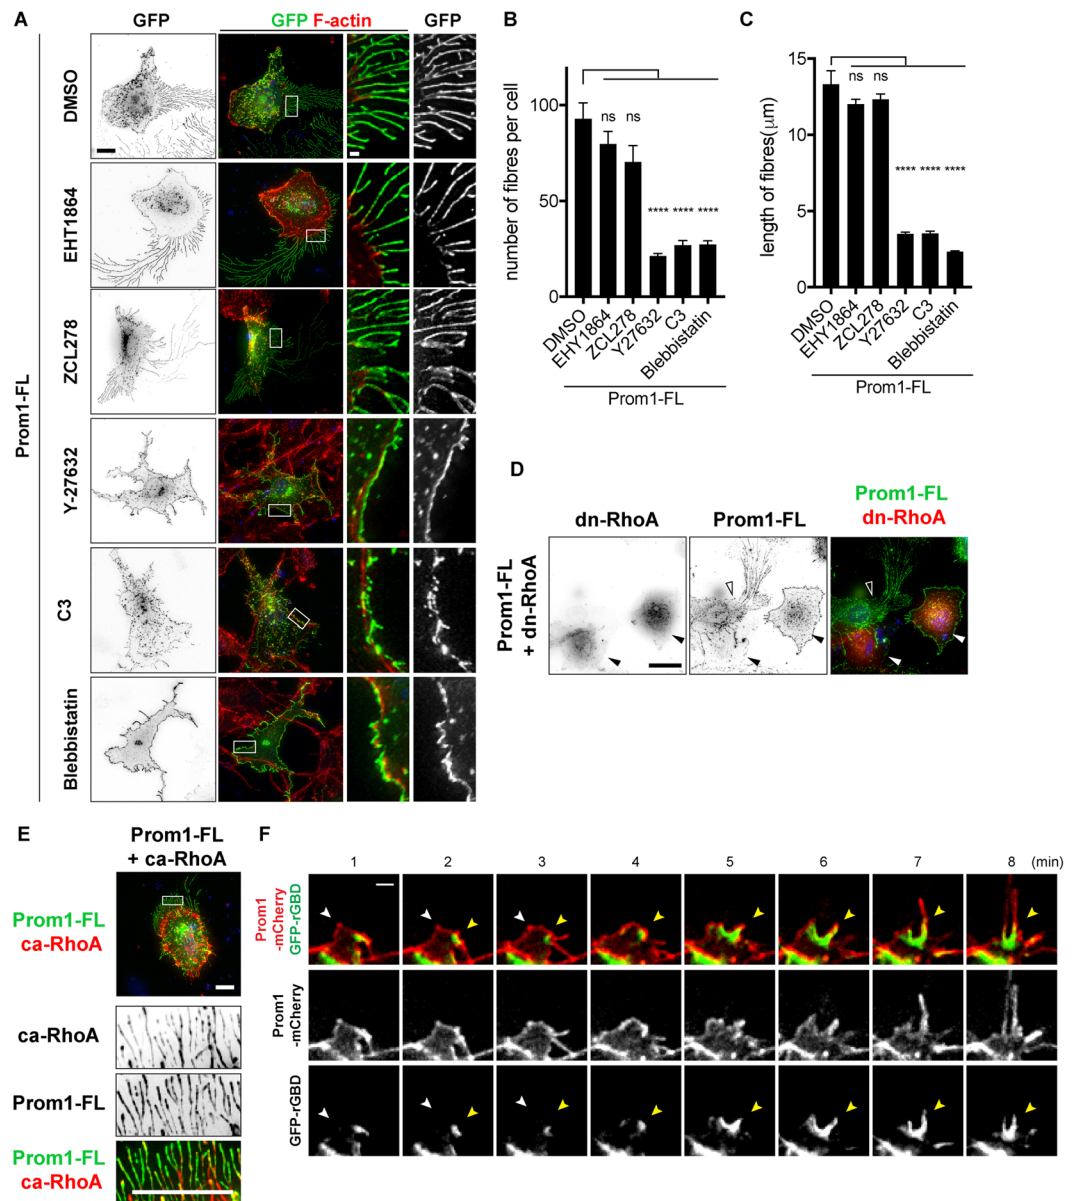 A
GFP
GFP F-actin
GFP
Prom1-FL
DMSO
EHT1864
ZCL278
Y-27632
C3
Blebbistatin
B
number of fibres per cell
100
50
0
ns
ns
**** **** ****
DMSO
EHY1864
ZCL278
Y27632
C3
Blebbistatin
Prom1-FL
C
length of fibres(μm)
15
10
5
0
ns
ns
**** **** ****
DMSO
EHY1864
ZCL278
Y27632
C3
Blebbistatin
Prom1-FL
D
dn-RhoA
Prom1-FL
Prom1-FL
dn-RhoA
Prom1-FL
+ dn-RhoA
E
Prom1-FL
+ ca-RhoA
Prom1-FL
ca-RhoA
ca-RhoA
Prom1-FL
Prom1-FL
ca-RhoA
F
1 2 3 4 5 6 7 8 (min)
Prom1
-mCherry
GFP-rGBD
Prom1
-mCherry
GFP-rGBD